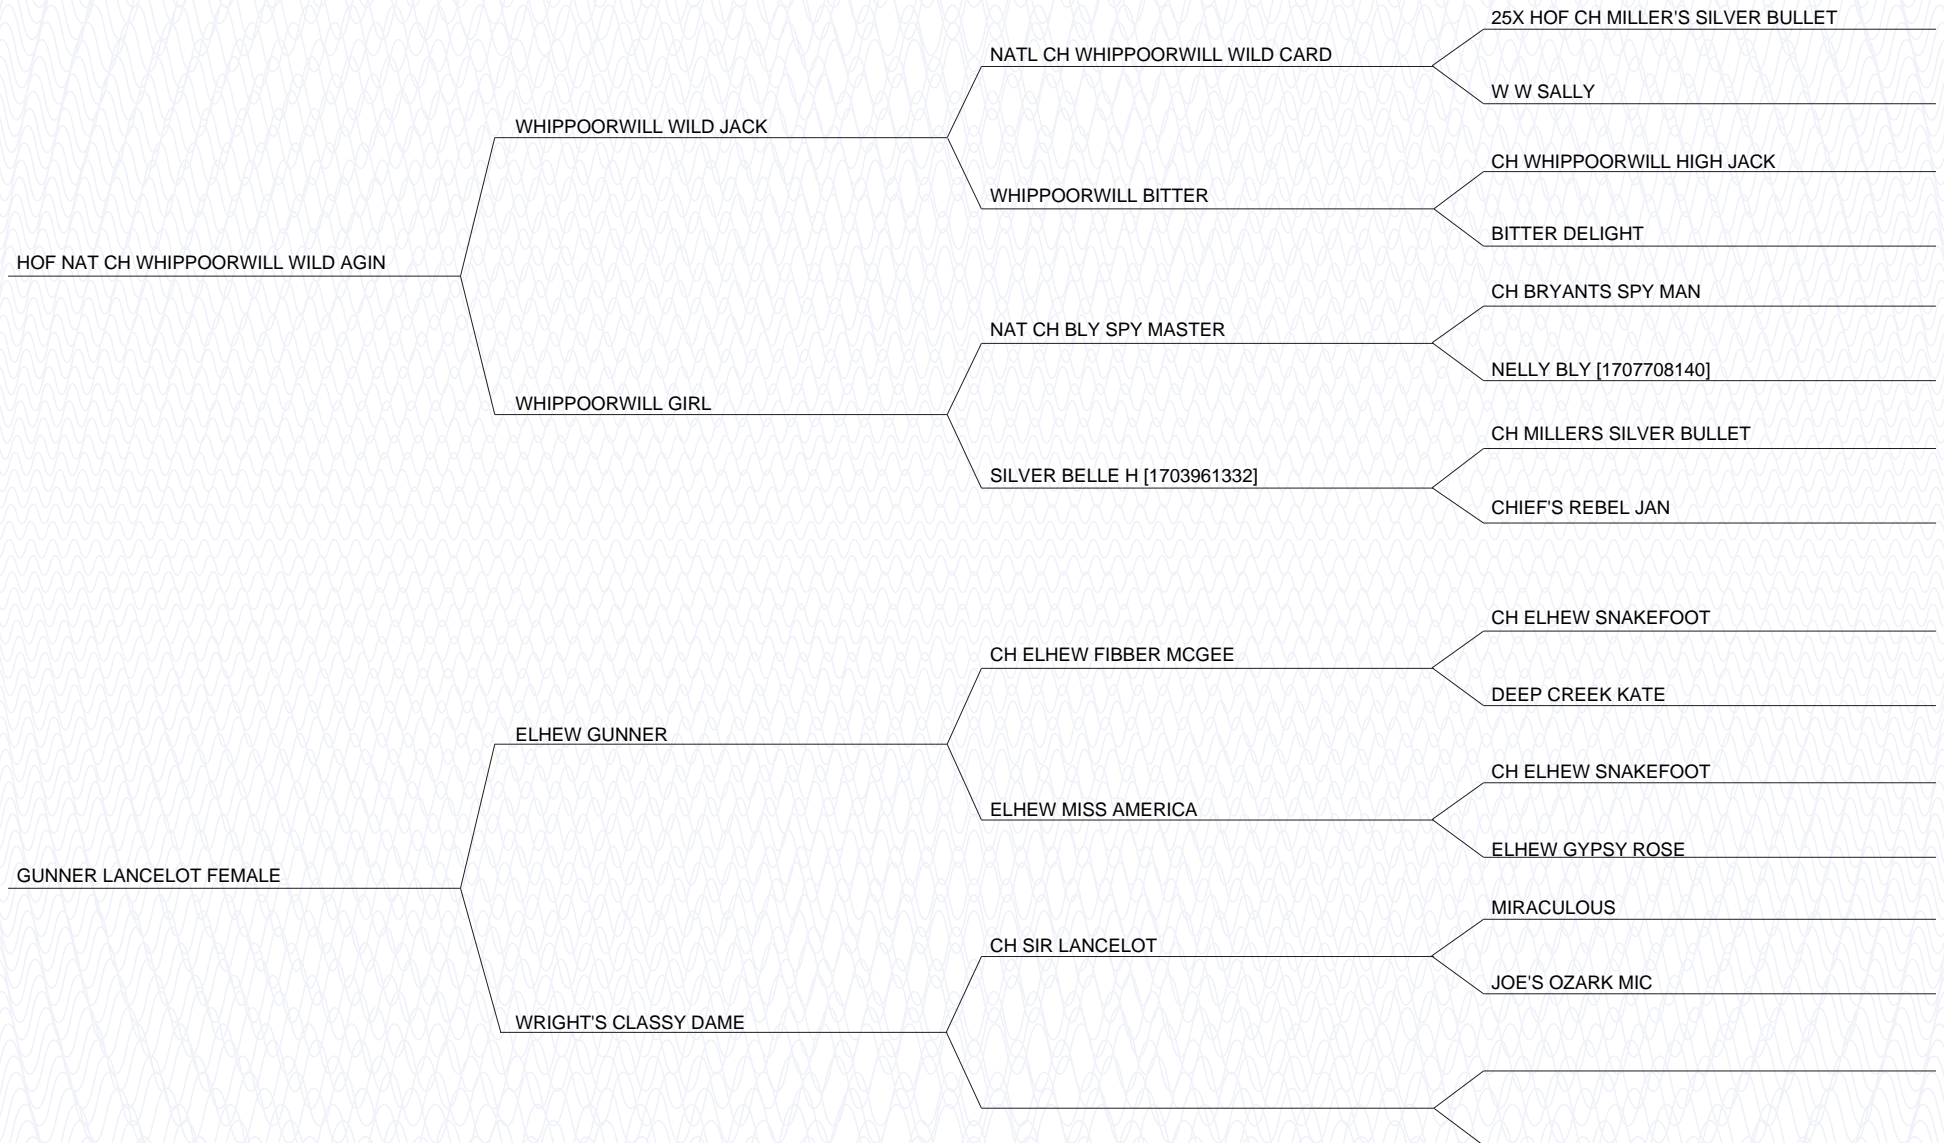 25X HOF CH MILLER'S SILVER BULLET
NATL CH WHIPPOORWILL WILD CARD
W W SALLY
WHIPPOORWILL WILD JACK
CH WHIPPOORWILL HIGH JACK
WHIPPOORWILL BITTER
BITTER DELIGHT
HOF NAT CH WHIPPOORWILL WILD AGIN
CH BRYANTS SPY MAN
NAT CH BLY SPY MASTER
NELLY BLY [1707708140]
WHIPPOORWILL GIRL
CH MILLERS SILVER BULLET
SILVER BELLE H [1703961332]
CHIEF'S REBEL JAN
CH ELHEW SNAKEFOOT
CH ELHEW FIBBER MCGEE
DEEP CREEK KATE
ELHEW GUNNER
CH ELHEW SNAKEFOOT
ELHEW MISS AMERICA
ELHEW GYPSY ROSE
GUNNER LANCELOT FEMALE
MIRACULOUS
CH SIR LANCELOT
JOE'S OZARK MIC
WRIGHT'S CLASSY DAME